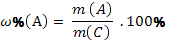 ω%(A) = m (A) / m(C) . 100%